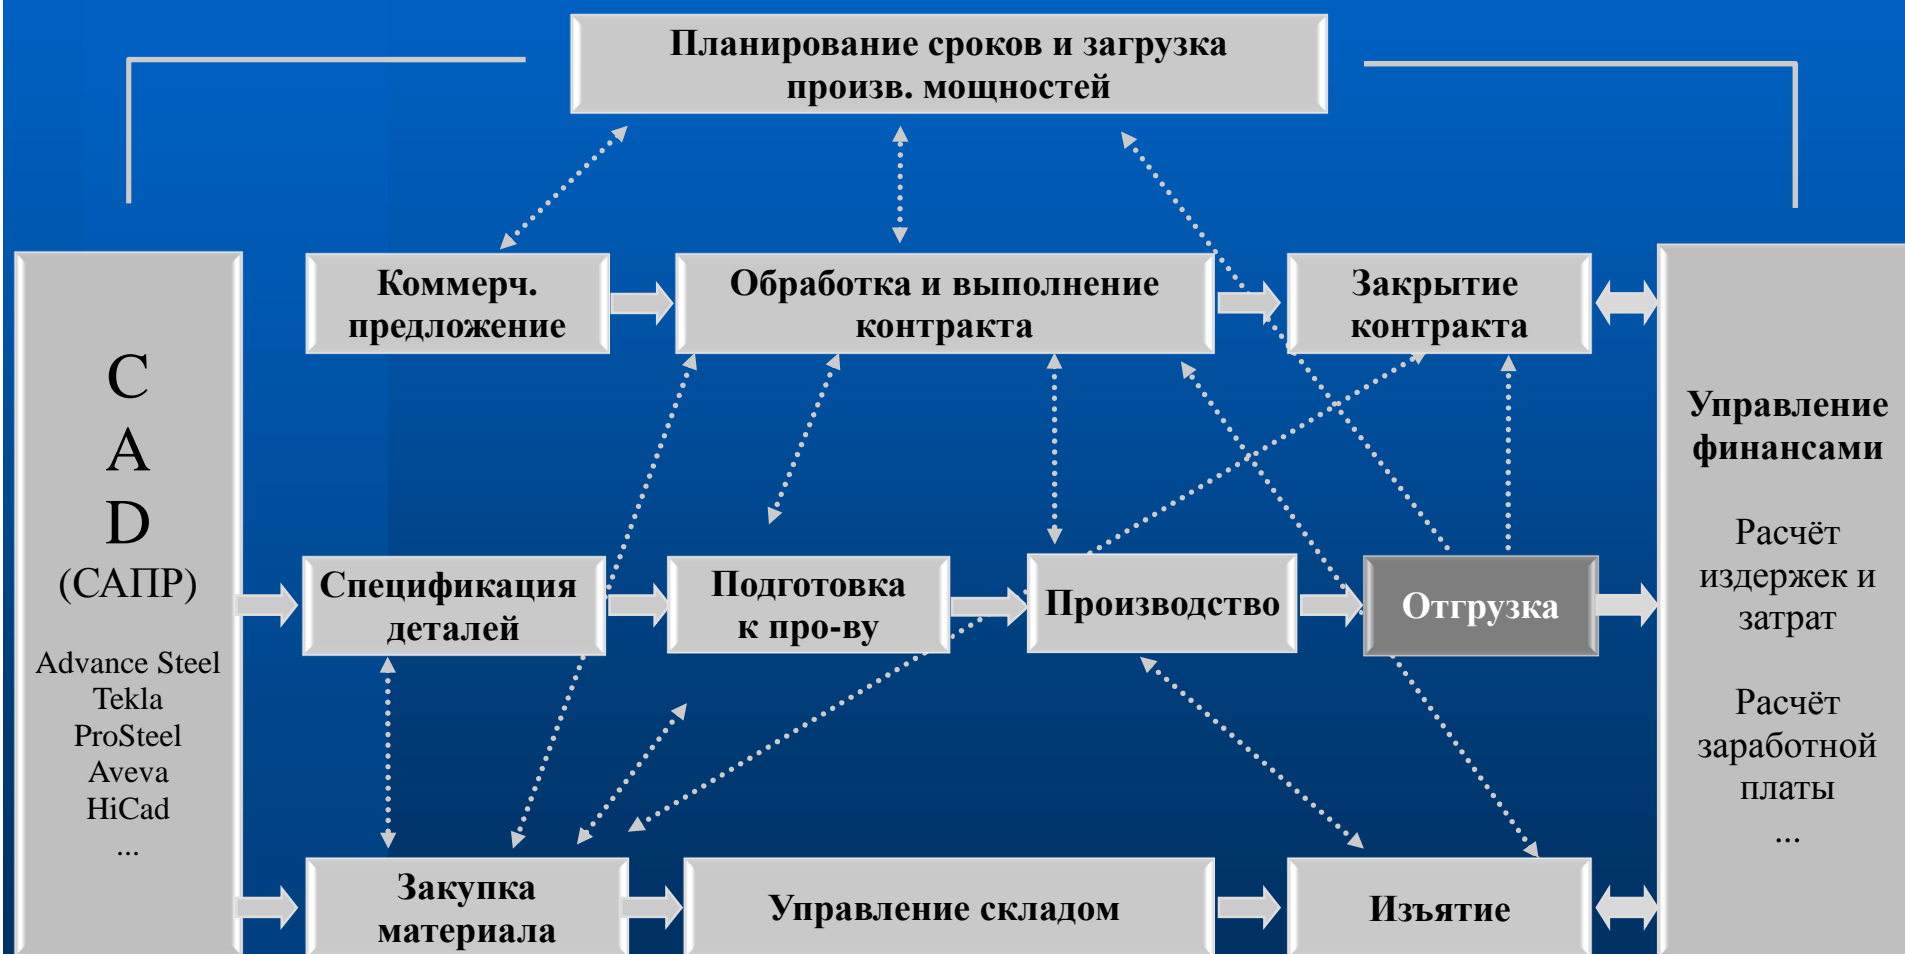 Планирование сроков и загрузка
произв. мощностей
C
A
D
(САПР)
Advance Steel
Tekla
ProSteel
Aveva
HiCad
...
Коммерч.
предложение
Обработка и выполнение
контракта
Закрытие
контракта
Спецификация
деталей
Подготовка
к про-ву
Производство
Отгрузка
Закупка
материала
Управление складом
Изъятие
Управление
финансами
Расчёт
издержек и
затрат
Расчёт
заработной
платы
...